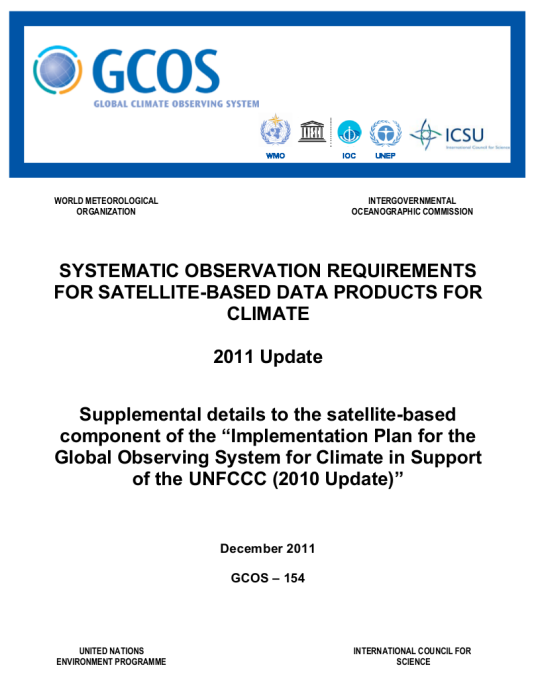 GCOS
GLOBAL CLIMATE OBSERVING SYSTEM
WMO
IOC
UNEP
ICSU
International Council for Science
WORLD METEOROLOGICAL
ORGANIZATION
INTERGOVERNMENTAL
OCEANOGRAPHIC COMMISSION
SYSTEMATIC OBSERVATION REQUIREMENTS
FOR SATELLITE-BASED DATA PRODUCTS FOR
CLIMATE
2011 Update
Supplemental details to the satellite-based
component of the “Implementation Plan for the
Global Observing System for Climate in Support
of the UNFCCC (2010 Update)”
December 2011
GCOS – 154
UNITED NATIONS
ENVIRONMENT PROGRAMME
INTERNATIONAL COUNCIL FOR
SCIENCE